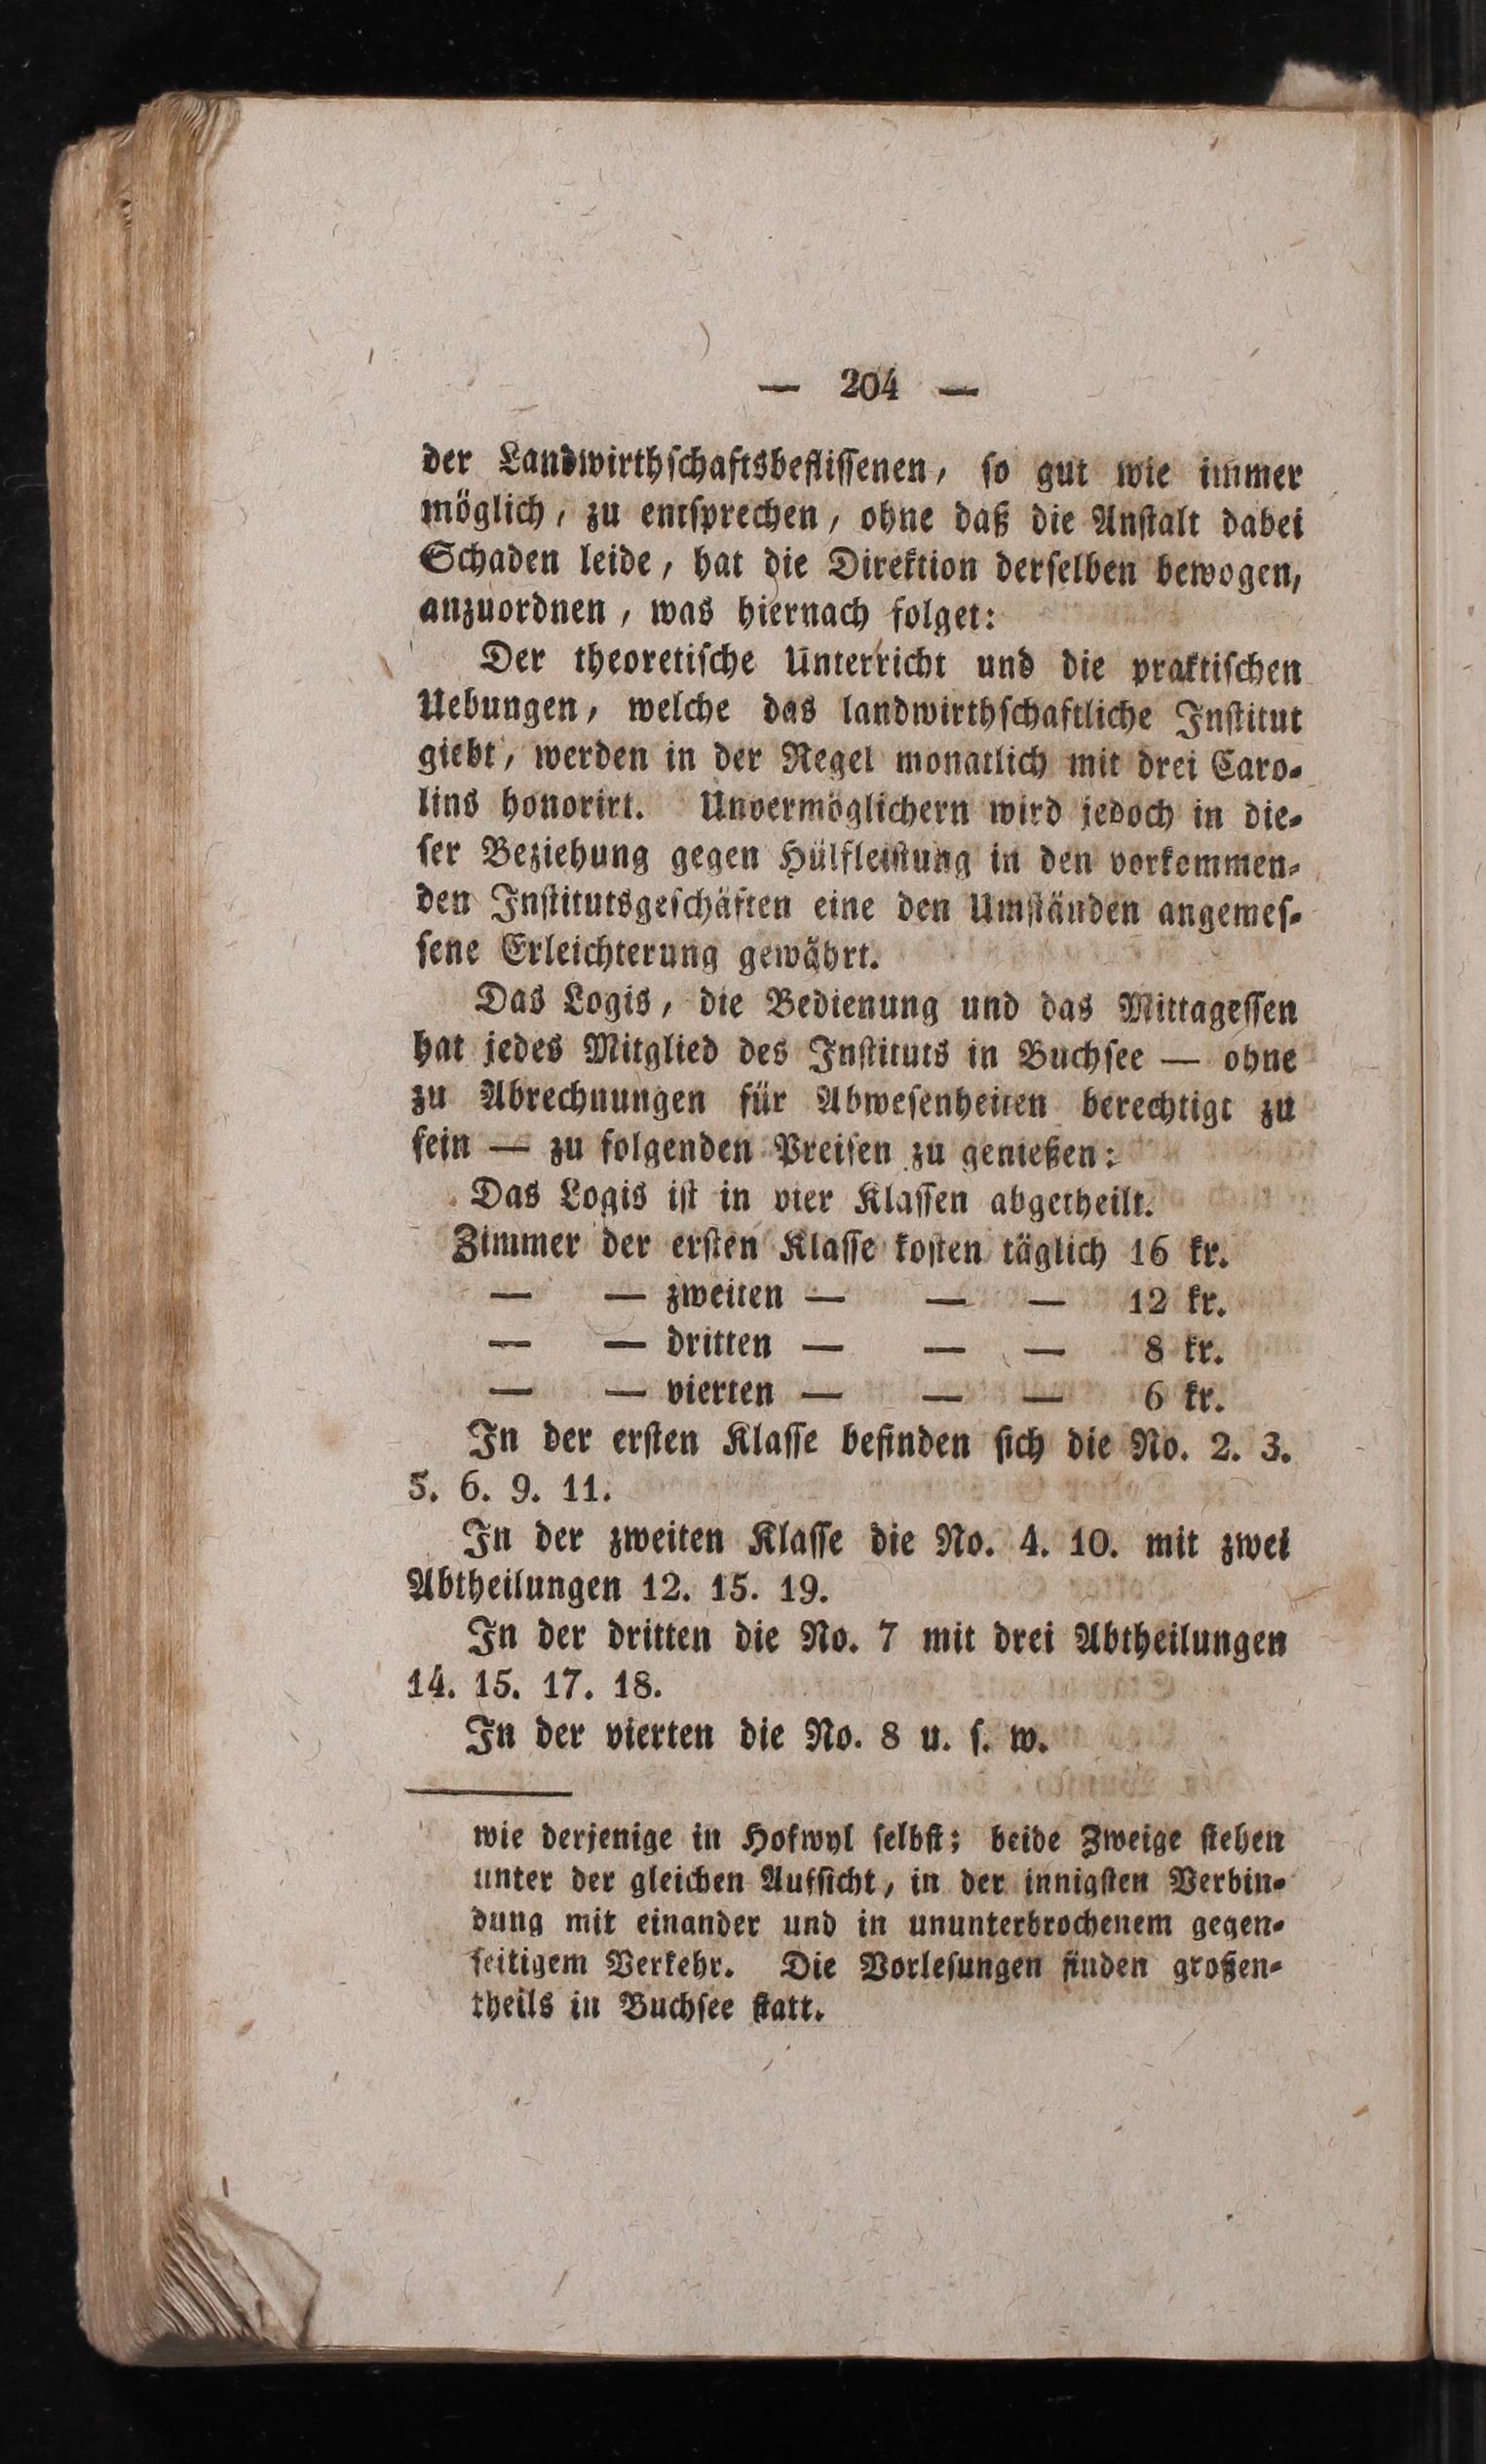 — 204 —
der Landwirthſchaftsbefliſſenen, ſo gut wie immer
möglich, zu entſprechen, ohne daß die Anſtalt dabei
Schaden leide, hat die Direktion derſelben bewogen,
anzuordnen, was hiernach folget:
Der theoretiſche Unterricht und die praktiſchen
Uebungen, welche das landwirthſchaftliche Inſtitut
giebt, werden in der Regel monatlich mit drei Caro-
lins honorirt. Unvermöglichern wird jedoch in die-
ſer Beziehung gegen Hülfleiſtung in den vorkommen-
den Inſtitutsgeſchäften eine den Umſtänden angemeſ-
ſene Erleichterung gewährt.
Das Logis, die Bedienung und das Mittageſſen
hat jedes Mitglied des Inſtituts in Buchſee — ohne
zu Abrechnungen für Abweſenheiten berechtigt zu
ſein — zu folgenden Preiſen zu genießen:
Das Logis iſt in vier Klaſſen abgetheilt.
Zimmer der erſten Klaſſe koſten täglich 16 kr.
— — zweiten — — — 12 kr.
— — dritten — — — 8 kr.
— — vierten — — — 6 kr.
In der erſten Klaſſe befinden ſich die No. 2. 3.
5. 6. 9. 11.
In der zweiten Klaſſe die No. 4. 10. mit zwei
Abtheilungen 12. 15. 19.
In der dritten die No. 7 mit drei Abtheilungen
14. 15. 17. 18.
In der vierten die No. 8 u. ſ. w.
wie derjenige in Hofwyl ſelbſt; beide Zweige ſtehen
unter der gleichen Aufſicht, in der innigſten Verbin-
dung mit einander und in ununterbrochenem gegen-
ſeitigem Verkehr. Die Vorleſungen finden großen-
theils in Buchſee ſtatt.